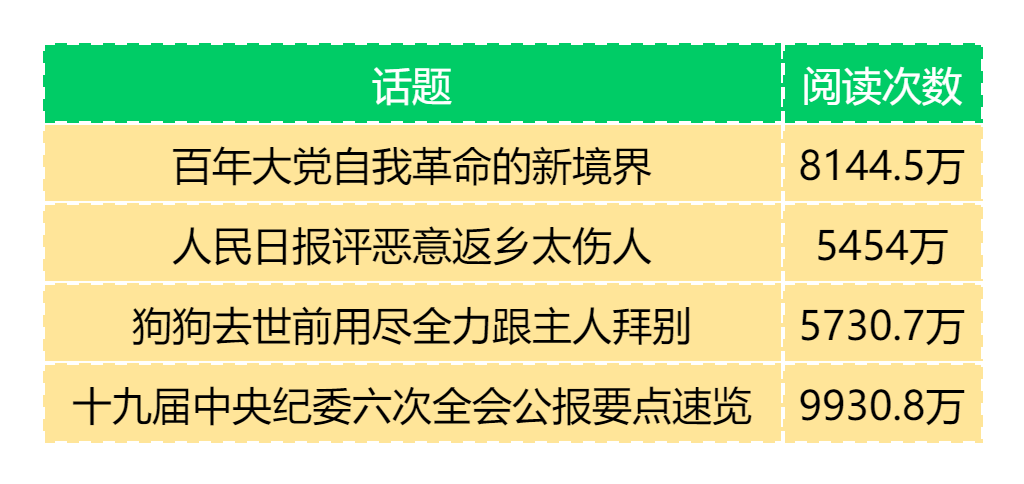 话题 阅读次数
百年大党自我革命的新境界 8144.5万
人民日报评恶意返乡太伤人 5454万
狗狗去世前用尽全力跟主人拜别 5730.7万
十九届中央纪委六次全会公报要点速览 9930.8万